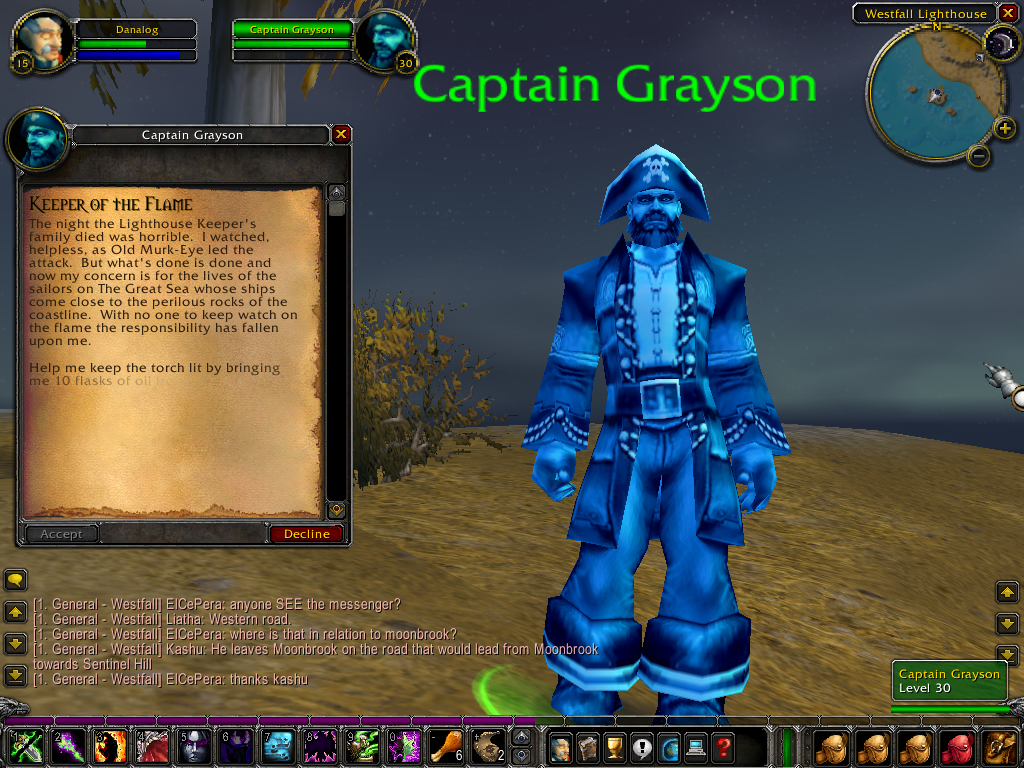 Danalog
15
Captain Grayson
30
Captain Grayson
Westfall Lighthouse
N
Captain Grayson
Keeper of the Flame
The night the Lighthouse Keeper's
family died was horrible. I watched,
helpless, as Old Murk-Eye led the
attack. But what's done is done and
now my concern is for the lives of the
sailors on The Great Sea whose ships
come close to the perilous rocks of the
coastline. With no one to keep watch on
the flame the responsibility has fallen
upon me.
Help me keep the torch lit by bringing
me 10 flasks of oil
Accept
Decline
[1. General - Westfall] ElCePera: anyone SEE the messenger?
[1. General - Westfall] Liatha: Western road.
[1. General - Westfall] ElCePera: where is that in relation to moonbrook?
[1. General - Westfall] Kashu: He leaves Moonbrook on the road that would lead from Moonbrook
towards Sentinel Hill
[1. General - Westfall] ElCePera: thanks kashu
Captain Grayson
Level 30
6
2